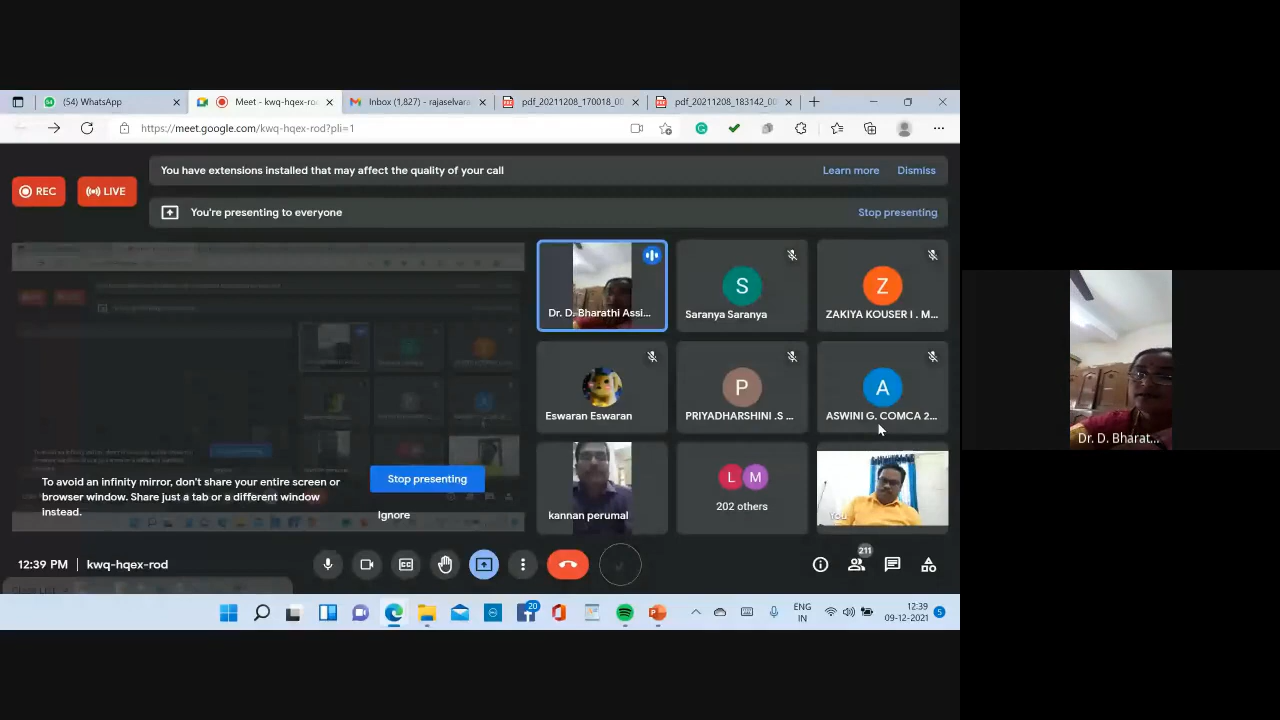 (54) WhatsApp
Meet - kwq-hqex-ro
Inbox (1,827) - rajaselvara
pdf_20211208_170018_00
pdf_20211208_183142_00
https://meet.google.com/kwq-hqex-rod?pli=1
You have extensions installed that may affect the quality of your call
Learn more
Dismiss
REC
LIVE
You're presenting to everyone
Stop presenting
Dr. D. Bharathi Assi...
S
Saranya Saranya
Z
ZAKIYA KOUSER I . M...
Eswaran Eswaran
P
PRIYADHARSHINI .S ...
A
ASWINI G. COMCA 2...
Dr. D. Bharat...
To avoid an infinity mirror, don't share your entire screen or
browser window. Share just a tab or a different window
instead.
Stop presenting
Ignore
kannan perumal
L M
202 others
You
12:39 PM
kwq-hqex-rod
211
20
ENG
IN
12:39
09-12-2021
5